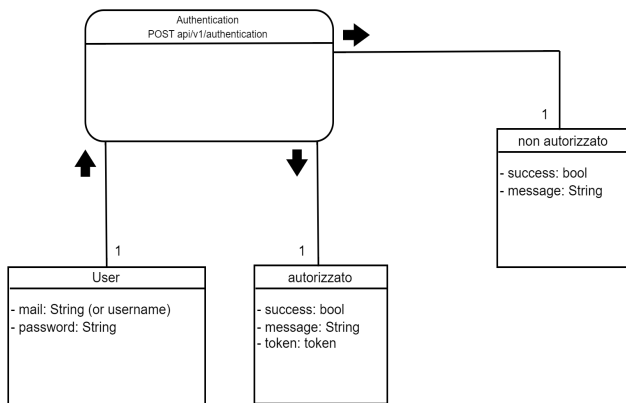 Authentication
POST api/v1/authentication
1
non autorizzato
- success: bool
- message: String
1
1
User
- mail: String (or username)
- password: String
autorizzato
- success: bool
- message: String
- token: token